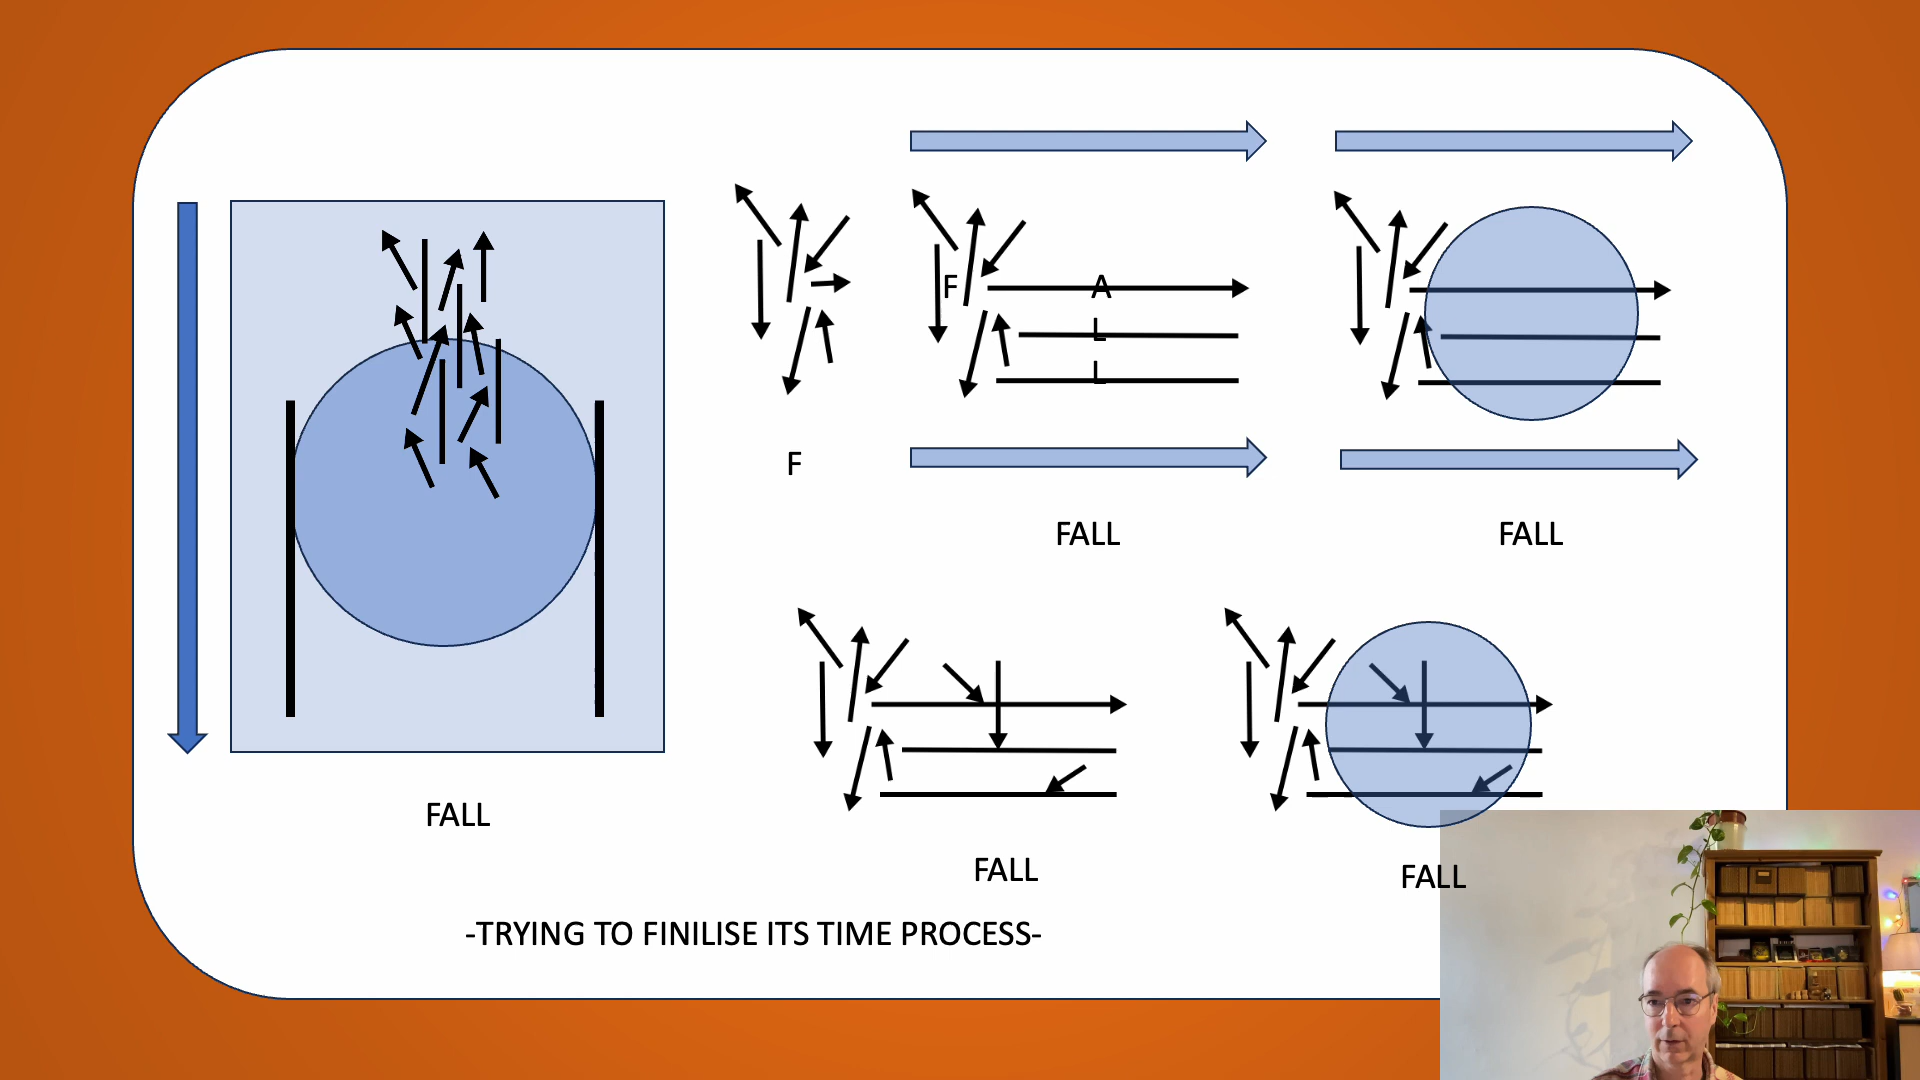 F
A
L
L
F
FALL
FALL
FALL
FALL
FALL
-TRYING TO FINILISE ITS TIME PROCESS-